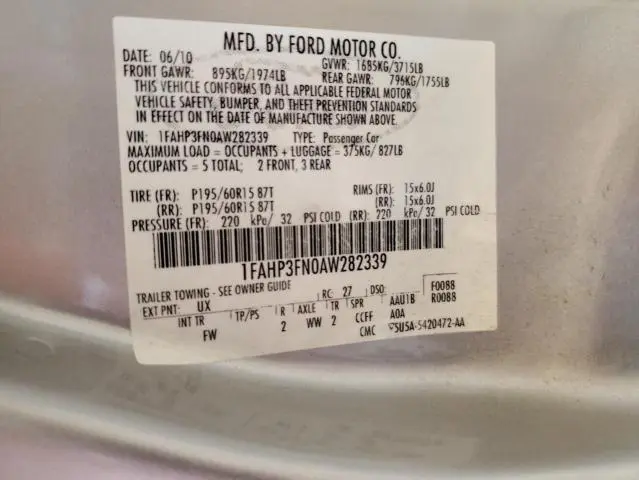 MFD. BY FORD MOTOR CO.
DATE: 06/10 GVWR: 1685KG/3715LB
FRONT GAWR: 895KG/1974LB REAR GAWR: 796KG/1755LB
THIS VEHICLE CONFORMS TO ALL APPLICABLE FEDERAL MOTOR
VEHICLE SAFETY, BUMPER, AND THEFT PREVENTION STANDARDS
IN EFFECT ON THE DATE OF MANUFACTURE SHOWN ABOVE.
VIN: 1FAHP3FN0AW282339 TYPE: Passenger Car
MAXIMUM LOAD = OCCUPANTS + LUGGAGE = 375KG/ 827LB
OCCUPANTS = 5 TOTAL; 2 FRONT, 3 REAR
TIRE (FR): P195/60R15 87T RIMS (FR): 15x6.0J
(RR): P195/60R15 87T (RR): 15x6.0J
PRESSURE (FR): 220 kPa/ 32 PSI COLD (RR): 220 kPa/ 32 PSI COLD
1FAHP3FN0AW282339
TRAILER TOWING - SEE OWNER GUIDE
EXT PNT: UX RC: 27 DSO: F0088
INT TR TP/PS R AXLE TR SPR AAU1B R0088
FW 2 WW 2 CCFF A0A
CMC 5U5A-5420472-AA